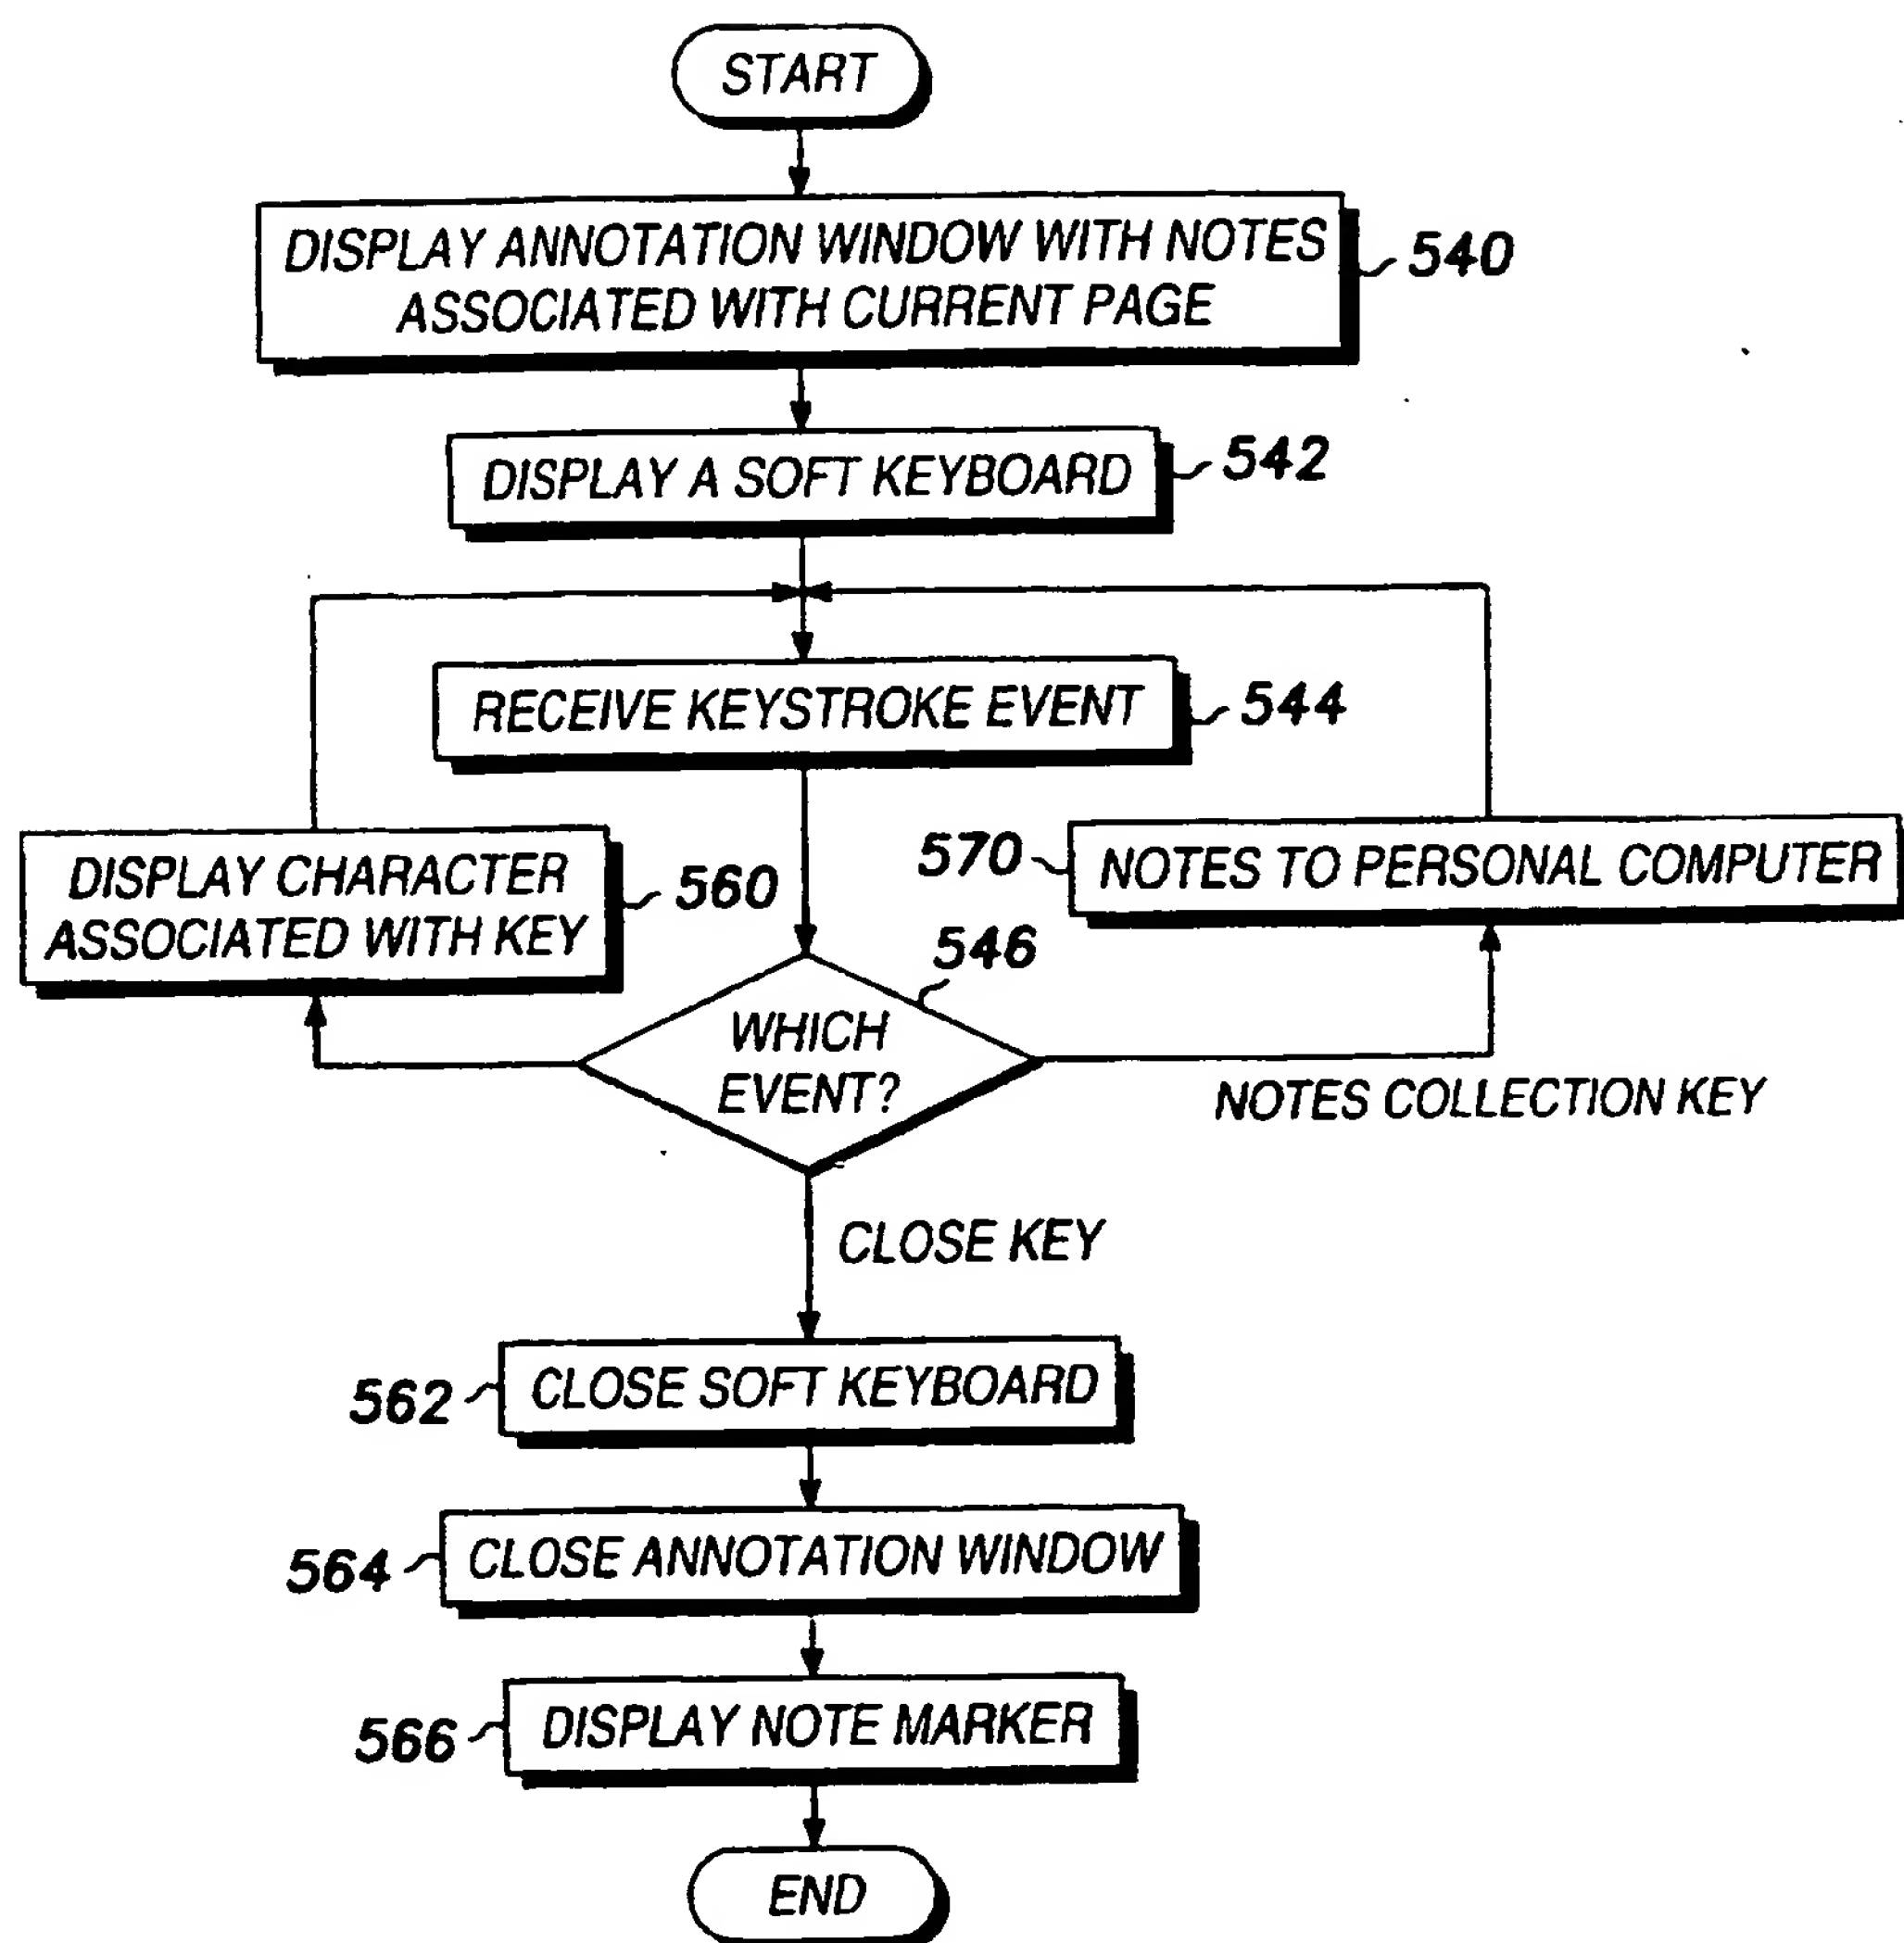 START
DISPLAY ANNOTATION WINDOW WITH NOTES
ASSOCIATED WITH CURRENT PAGE
540
DISPLAY A SOFT KEYBOARD
542
RECEIVE KEYSTROKE EVENT
544
DISPLAY CHARACTER
ASSOCIATED WITH KEY
560
570
NOTES TO PERSONAL COMPUTER
546
WHICH
EVENT?
NOTES COLLECTION KEY
CLOSE KEY
562
CLOSE SOFT KEYBOARD
564
CLOSE ANNOTATION WINDOW
566
DISPLAY NOTE MARKER
END